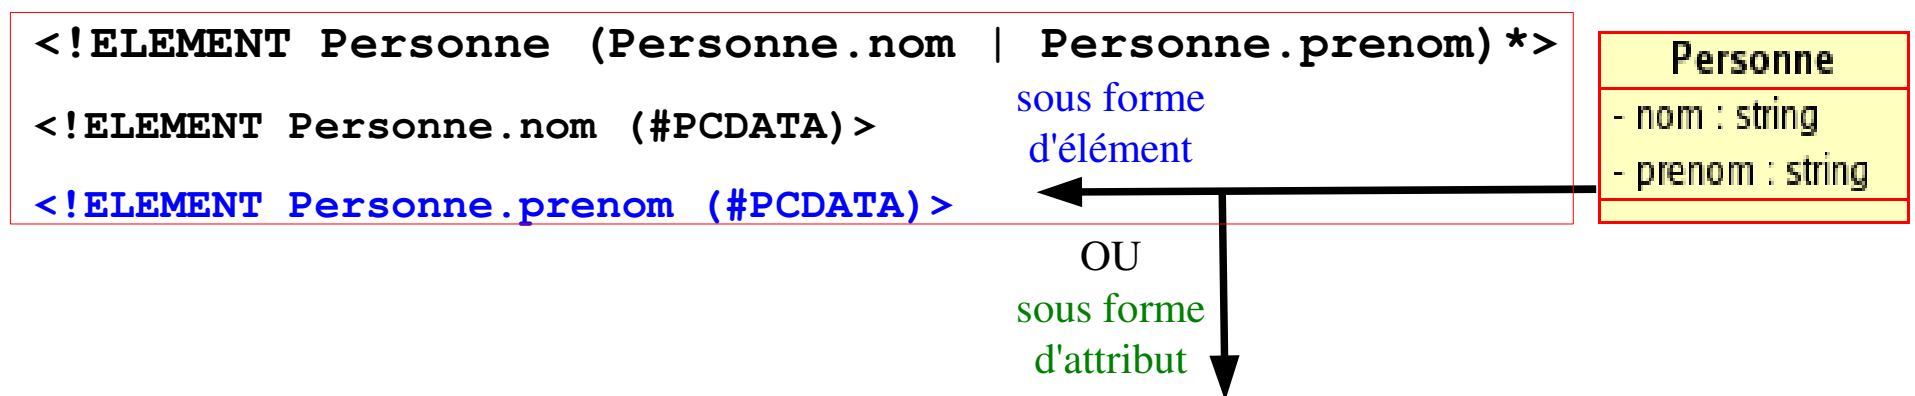 <!ELEMENT Personne (Personne.nom | Personne.prenom)*>
<!ELEMENT Personne.nom (#PCDATA)>
<!ELEMENT Personne.prenom (#PCDATA)>
sous forme
d'élément
OU
sous forme
d'attribut
Personne
- nom : string
- prenom : string